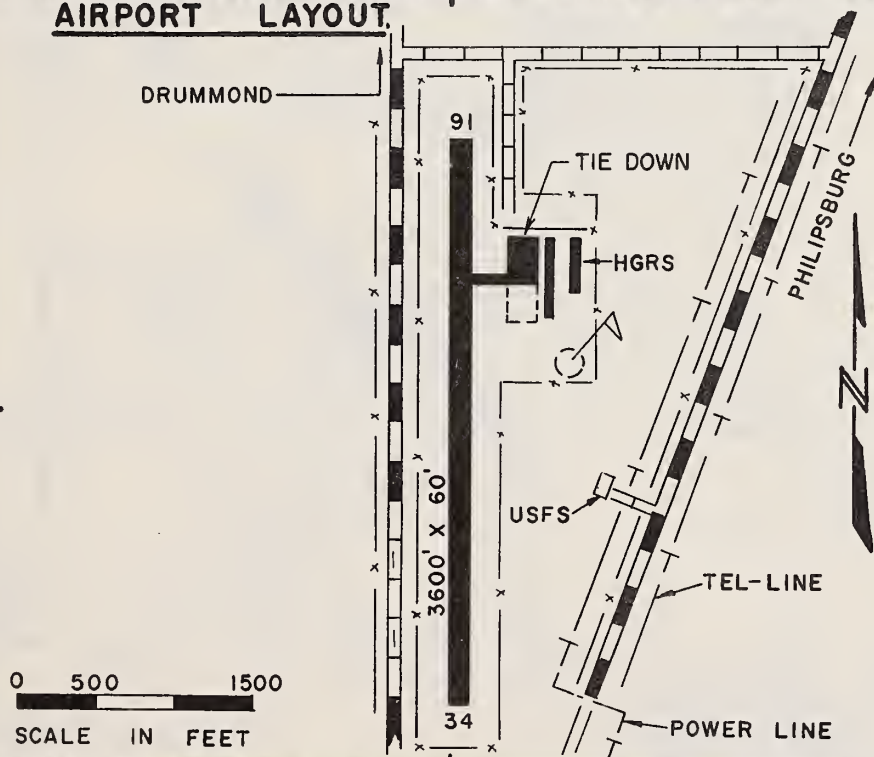 AIRPORT LAYOUT
DRUMMOND
16
TIE DOWN
HGRS
PHILIPSBURG
N
3600' X 60'
USFS
TEL-LINE
0 500 1500
SCALE IN FEET
34
POWER LINE